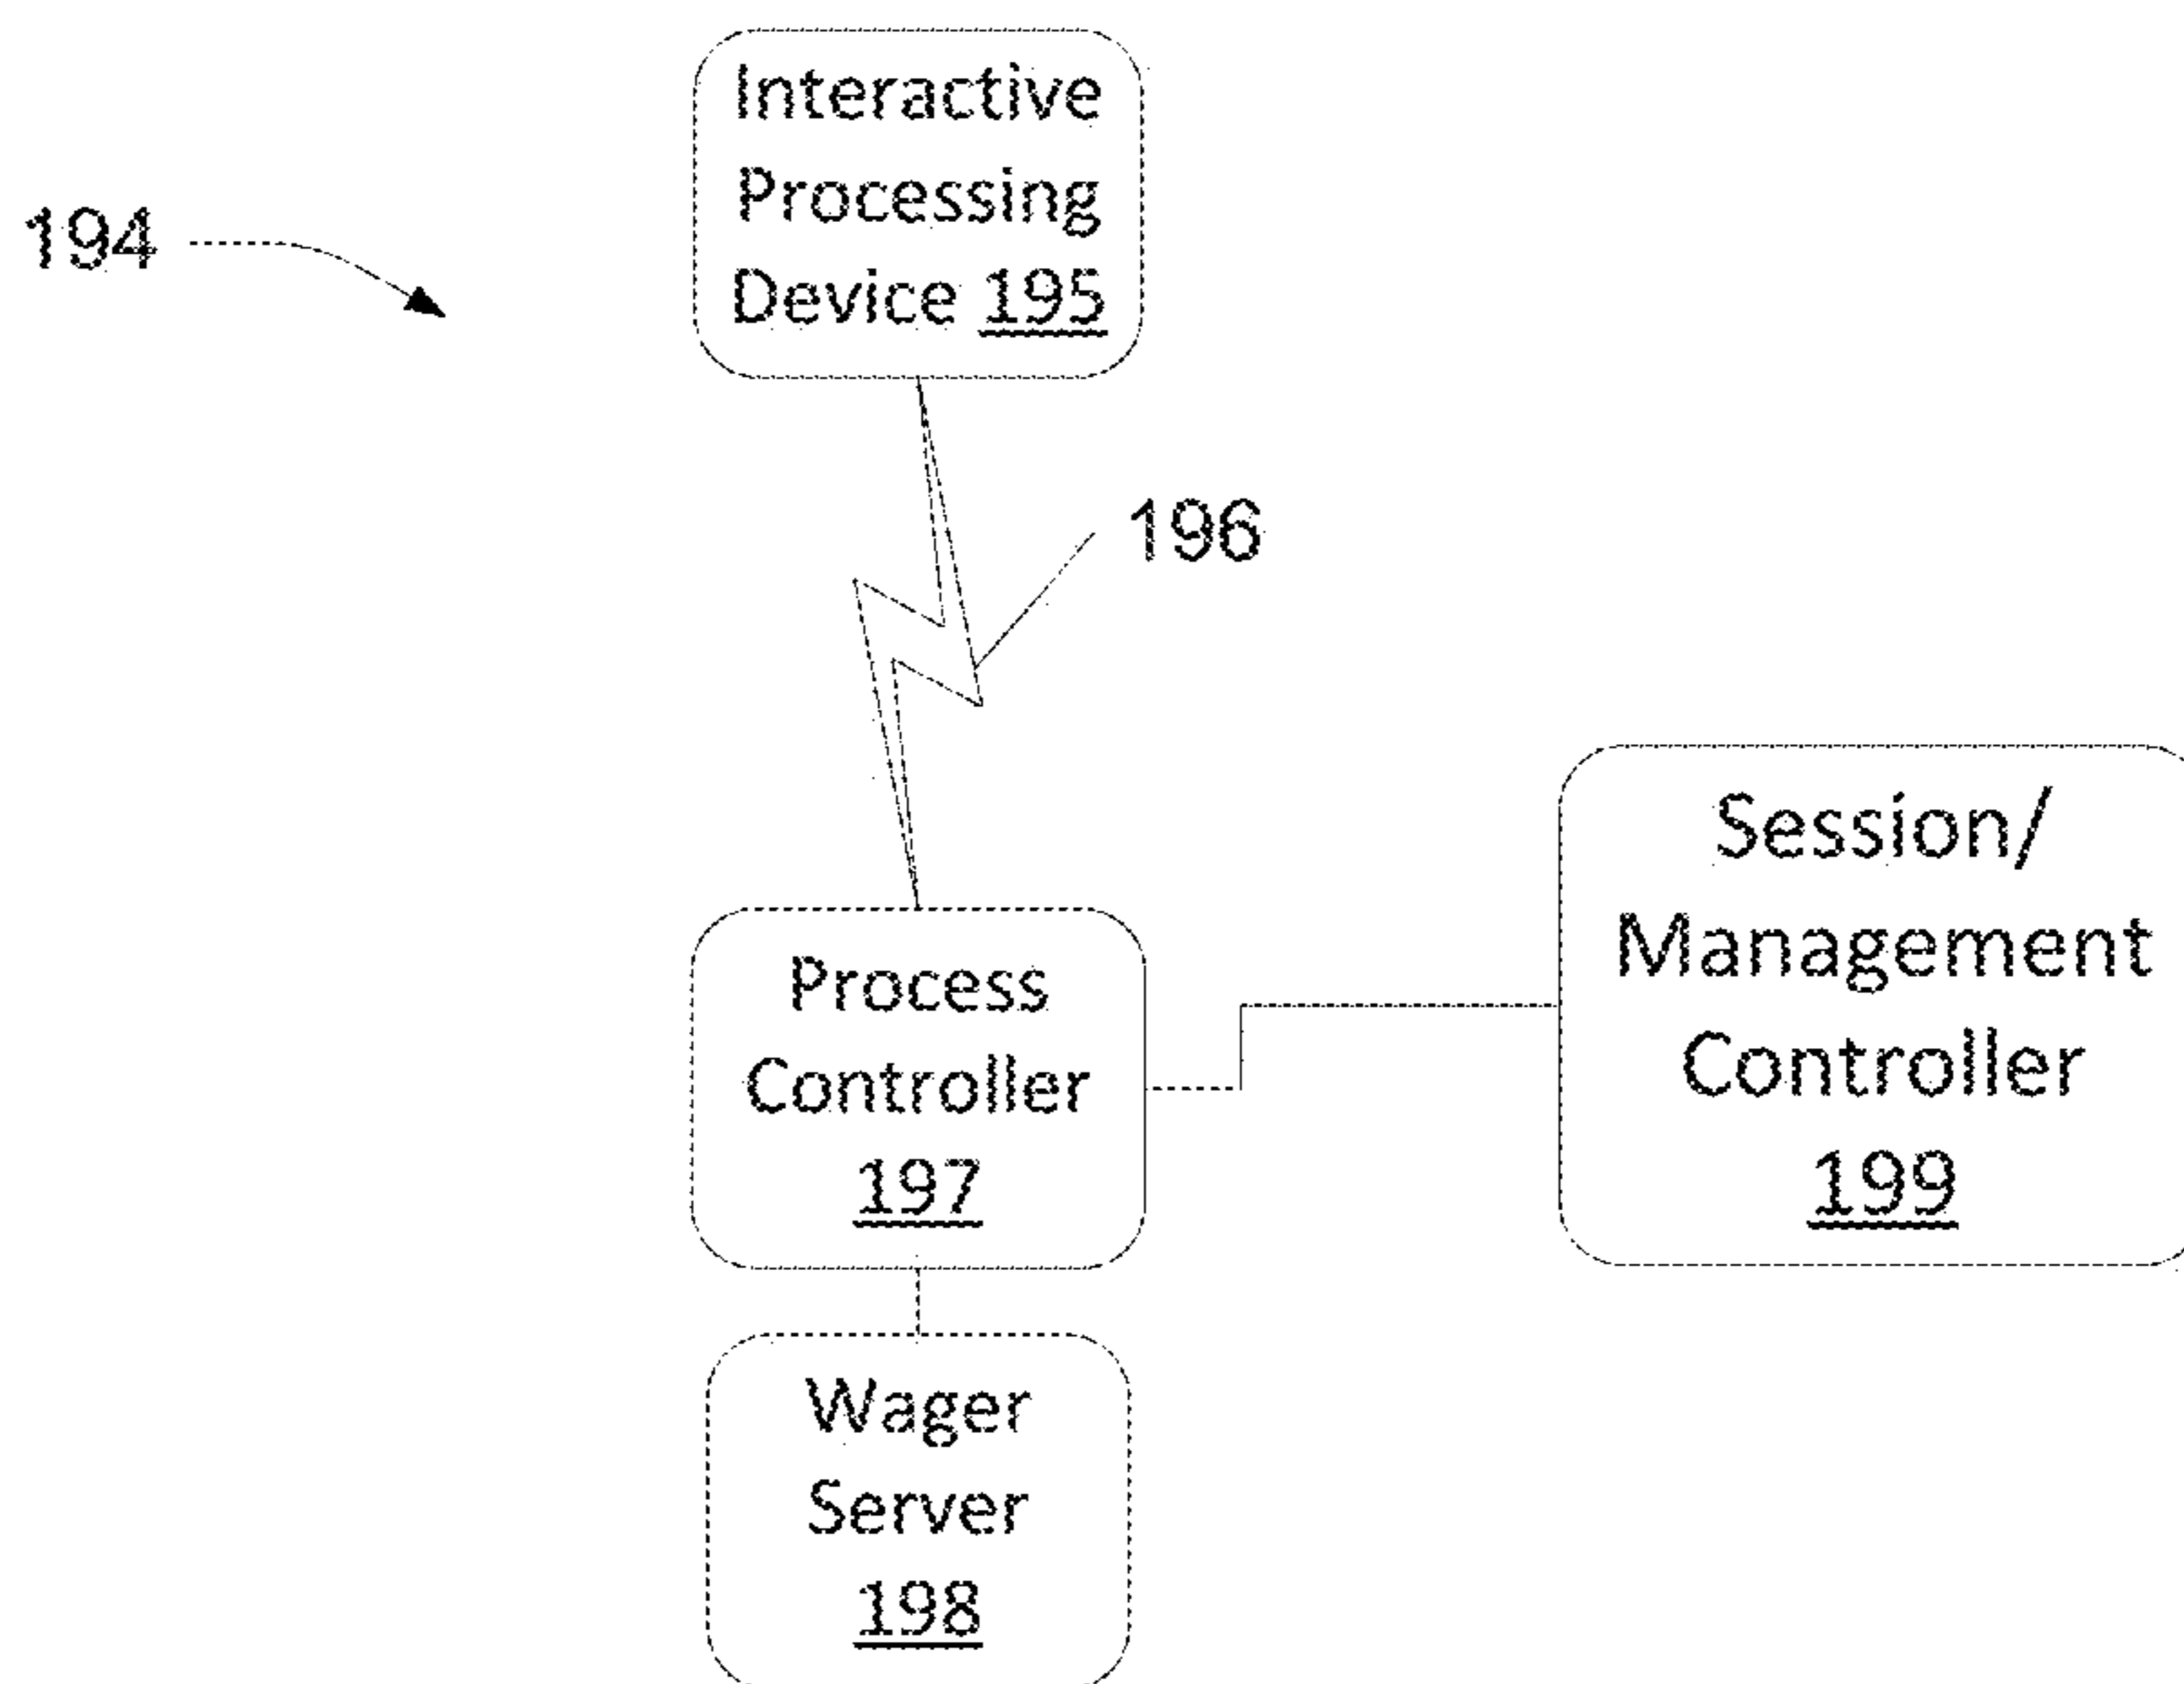 Interactive
Processing
Device 195
194
196
Process
Controller
197
Session/
Management
Controller
199
Wager
Server
198